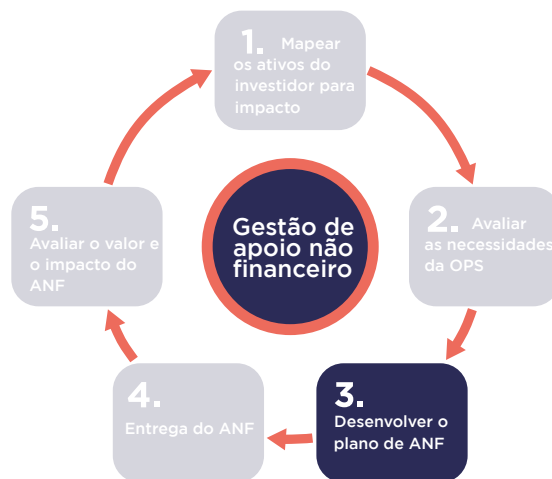 1. Mapear
os ativos do
investidor para
impacto
2. Avaliar
as necessidades
da OPS
3.
Desenvolver o
plano de ANF
4.
Entrega do ANF
5.
Avaliar o valor e
o impacto do
ANF
Gestão de
apoio não
financeiro